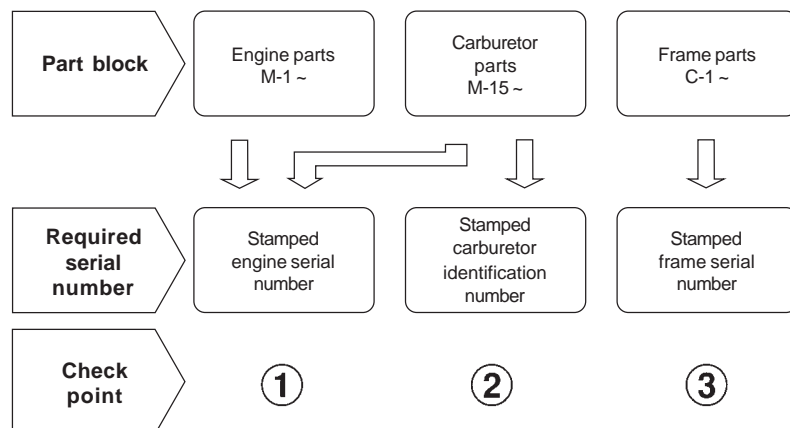 Part block
Engine parts
M-1 ~
Carburetor
parts
M-15 ~
Frame parts
C-1 ~
Required
serial
number
Stamped
engine serial
number
Stamped
carburetor
identification
number
Stamped
frame serial
number
Check
point
1
2
3